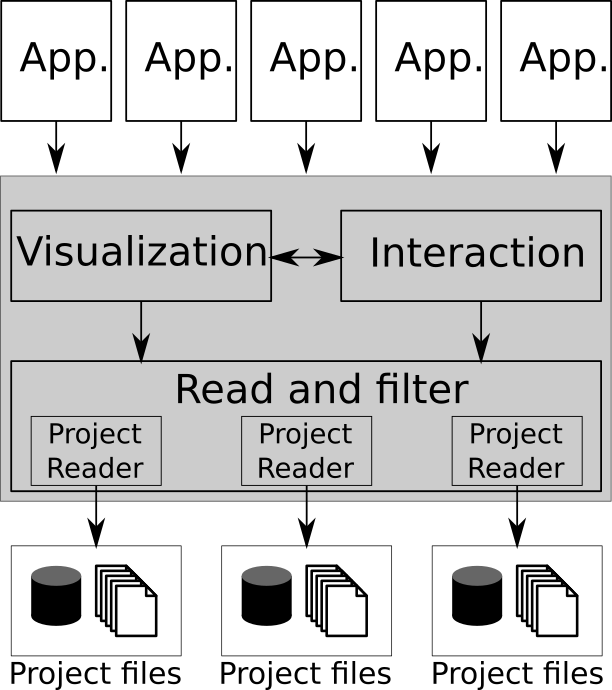 App. App. App. App. App.
Visualization Interaction
Read and filter
Project Project Project
Reader Reader Reader
Project files Project files Project files